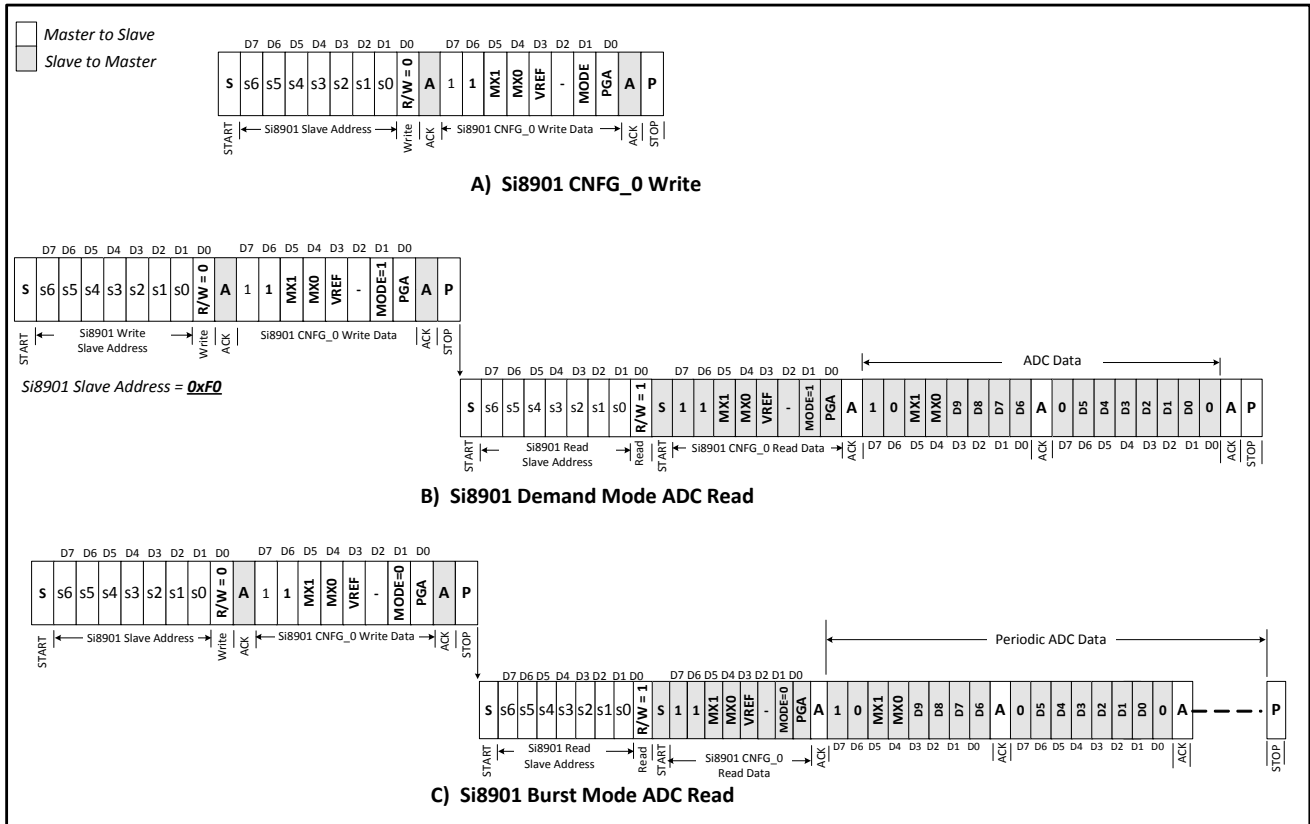 Master to Slave
Slave to Master
D7 D6 D5 D4 D3 D2 D1 D0 D7 D6 D5 D4 D3 D2 D1 D0
S s6 s5 s4 s3 s2 s1 s0 R/W = 0 A 1 1 MX1 MX0 VREF - MODE PGA A P
START Si8901 Slave Address Write ACK Si8901 CNFG_0 Write Data ACK STOP
A) Si8901 CNFG_0 Write
D7 D6 D5 D4 D3 D2 D1 D0 D7 D6 D5 D4 D3 D2 D1 D0
S s6 s5 s4 s3 s2 s1 s0 R/W = 0 A 1 1 MX1 MX0 VREF - MODE=1 PGA A P
START Si8901 Write Slave Address Write ACK Si8901 CNFG_0 Write Data ACK STOP
Si8901 Slave Address = 0xF0
ADC Data
D7 D6 D5 D4 D3 D2 D1 D0 D7 D6 D5 D4 D3 D2 D1 D0
S s6 s5 s4 s3 s2 s1 s0 R/W = 1 S 1 1 MX1 MX0 VREF - MODE=1 PGA A 1 0 MX1 MX0 D9 D8 D7 D6 A 0 D5 D4 D3 D2 D1 D0 0 A P
START Si8901 Read Slave Address Read START Si8901 CNFG_0 Read Data ACK D7 D6 D5 D4 D3 D2 D1 D0 ACK D7 D6 D5 D4 D3 D2 D1 D0 ACK STOP
B) Si8901 Demand Mode ADC Read
D7 D6 D5 D4 D3 D2 D1 D0 D7 D6 D5 D4 D3 D2 D1 D0
S s6 s5 s4 s3 s2 s1 s0 R/W = 0 A 1 1 MX1 MX0 VREF - MODE=0 PGA A P
START Si8901 Slave Address Write ACK Si8901 CNFG_0 Write Data ACK STOP
Periodic ADC Data
D7 D6 D5 D4 D3 D2 D1 D0 D7 D6 D5 D4 D3 D2 D1 D0
S s6 s5 s4 s3 s2 s1 s0 R/W = 1 S 1 1 MX1 MX0 VREF - MODE=0 PGA A 1 0 MX1 MX0 D9 D8 D7 D6 A 0 D5 D4 D3 D2 D1 D0 0 A P
START Si8901 Read Slave Address Read START Si8901 CNFG_0 Read Data ACK D7 D6 D5 D4 D3 D2 D1 D0 ACK D7 D6 D5 D4 D3 D2 D1 D0 ACK STOP
C) Si8901 Burst Mode ADC Read